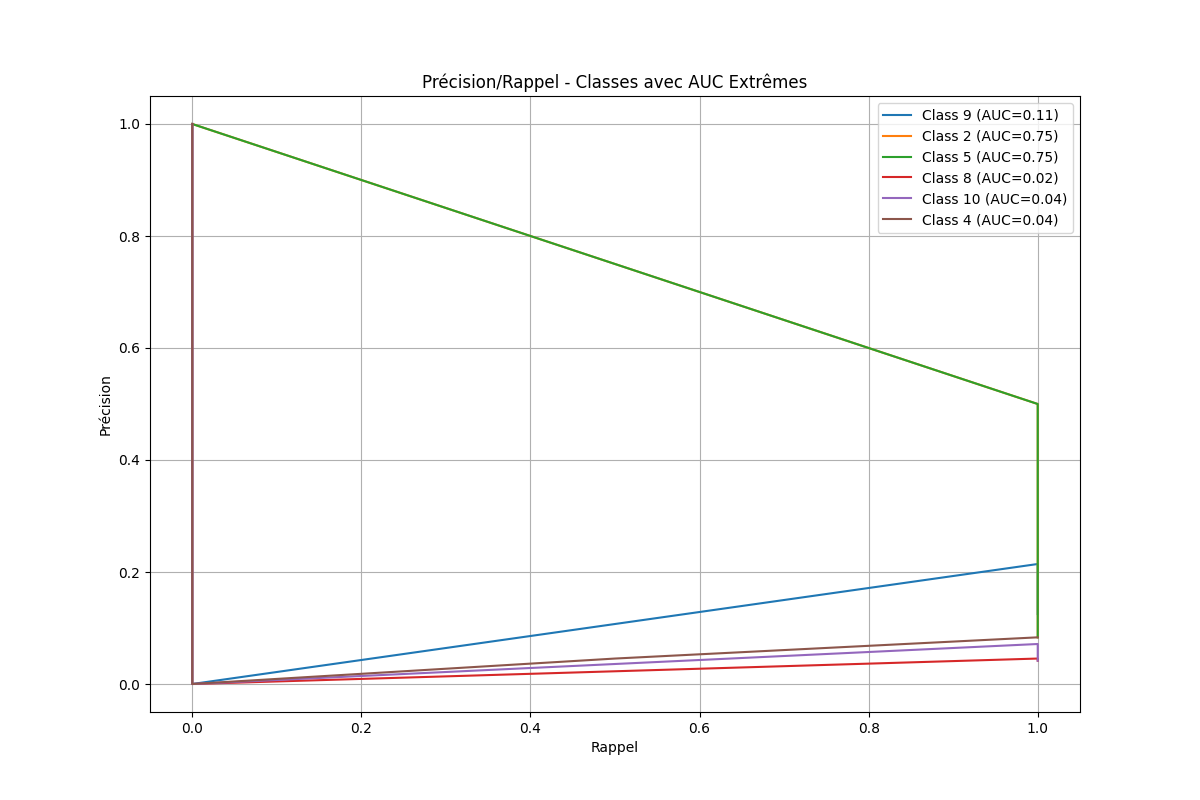 Précision/Rappel - Classes avec AUC Extrêmes
Class 9 (AUC=0.11)
Class 2 (AUC=0.75)
Class 5 (AUC=0.75)
Class 8 (AUC=0.02)
Class 10 (AUC=0.04)
Class 4 (AUC=0.04)
Précision
1.0
0.8
0.6
0.4
0.2
0.0
0.0 0.2 0.4 0.6 0.8 1.0
Rappel